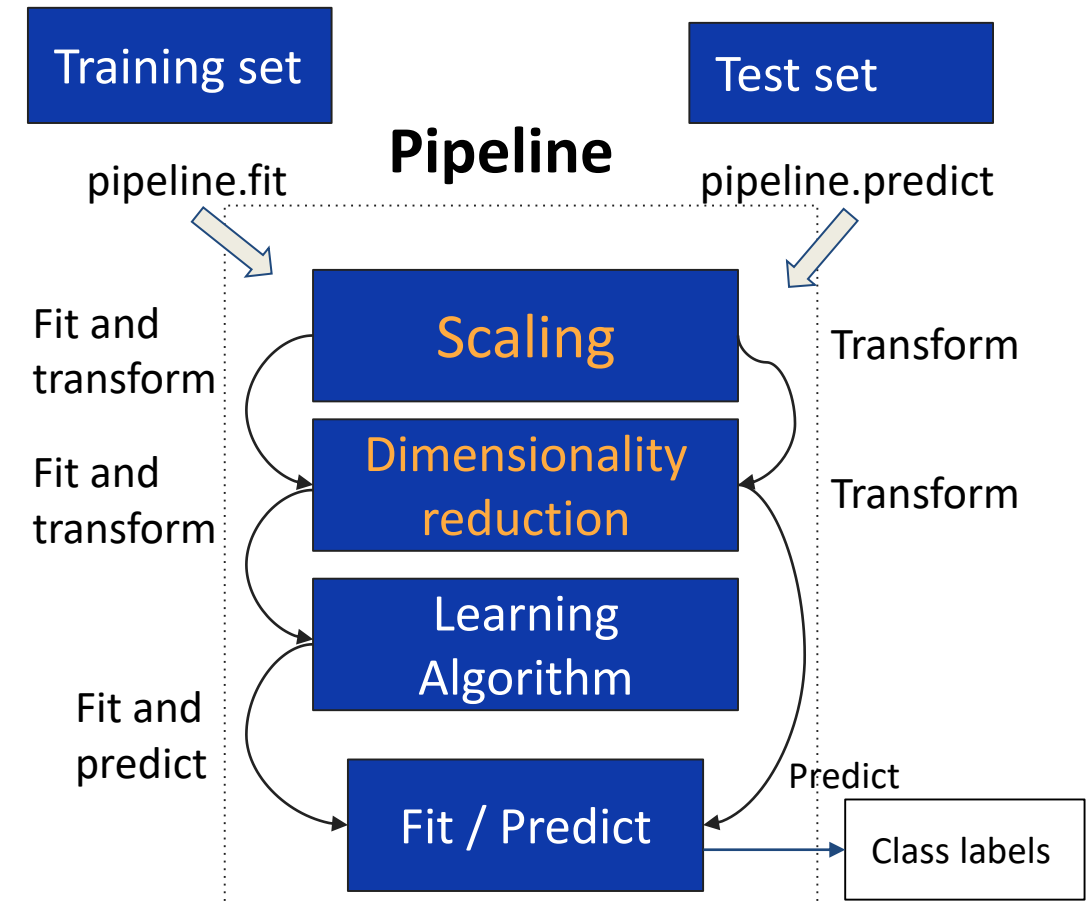 Training set
Test set
Pipeline
pipeline.fit
pipeline.predict
Fit and
transform
Scaling
Transform
Fit and
transform
Dimensionality
reduction
Transform
Learning
Algorithm
Fit and
predict
Predict
Fit / Predict
Class labels